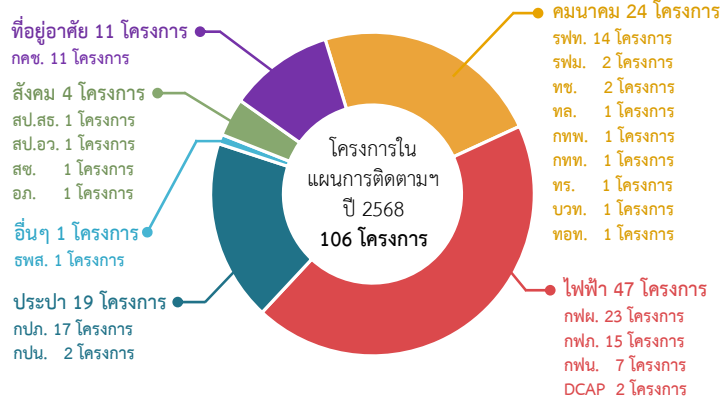 ที่อยู่อาศัย 11 โครงการ
กคช. 11 โครงการ
สังคม 4 โครงการ
สป.สธ. 1 โครงการ
สป.อว. 1 โครงการ
สซ. 1 โครงการ
อภ. 1 โครงการ
อื่นๆ 1 โครงการ
ธพส. 1 โครงการ
ประปา 19 โครงการ
กปภ. 17 โครงการ
กปน. 2 โครงการ
โครงการใน
แผนการติดตามฯ
ปี 2568
106 โครงการ
คมนาคม 24 โครงการ
รฟท. 14 โครงการ
รฟม. 2 โครงการ
ทช. 2 โครงการ
ทล. 1 โครงการ
กทพ. 1 โครงการ
กทท. 1 โครงการ
ทร. 1 โครงการ
บวท. 1 โครงการ
ทอท. 1 โครงการ
ไฟฟ้า 47 โครงการ
กฟผ. 23 โครงการ
กฟภ. 15 โครงการ
กฟน. 7 โครงการ
DCAP 2 โครงการ